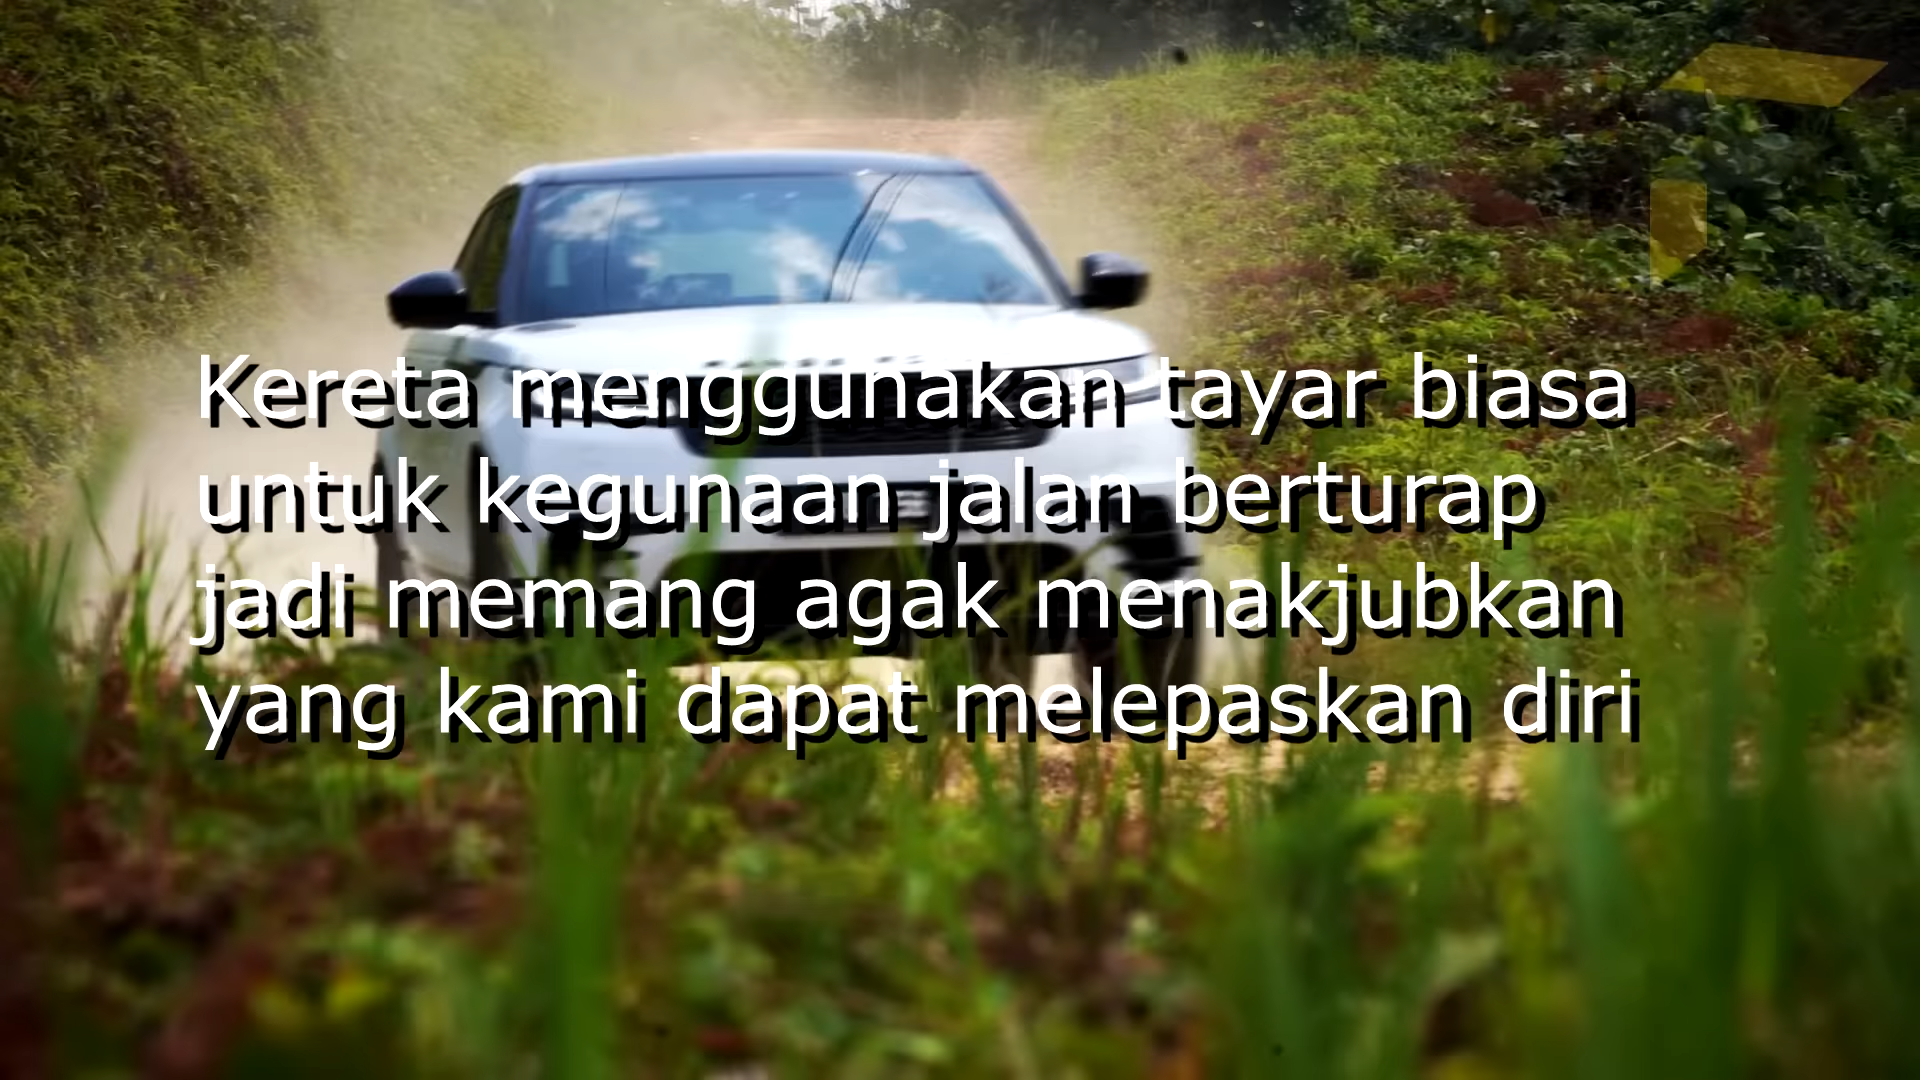 Kereta menggunakan tayar biasa
untuk kegunaan jalan berturap
jadi memang agak menakjubkan
yang kami dapat melepaskan diri